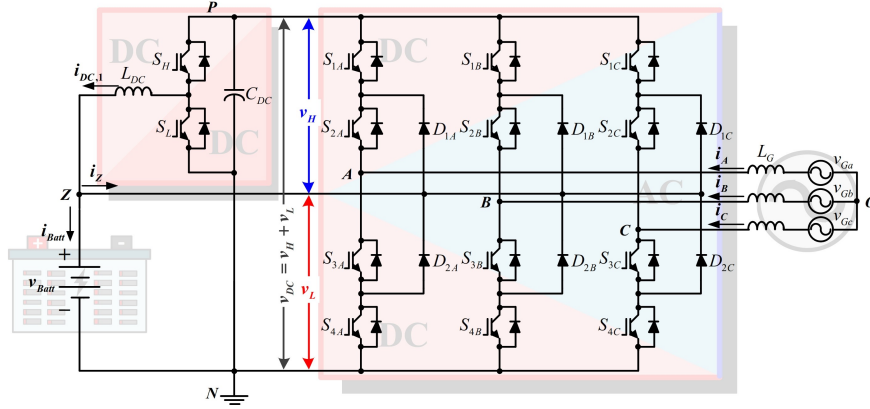 P
DC
DC
S_H
S_L
L_DC
i_DC,1
C_DC
v_H
v_L
v_DC = v_H + v_L
DC
DC
AC
S_1A
S_1B
S_1C
S_2A
S_2B
S_2C
D_1A
D_1B
D_1C
A
B
C
i_A
i_B
i_C
L_G
v_Ga
v_Gb
v_Gc
O
i_Z
Z
i_Batt
+
v_Batt
−
S_3A
S_3B
S_3C
D_2A
D_2B
D_2C
S_4A
S_4B
S_4C
N